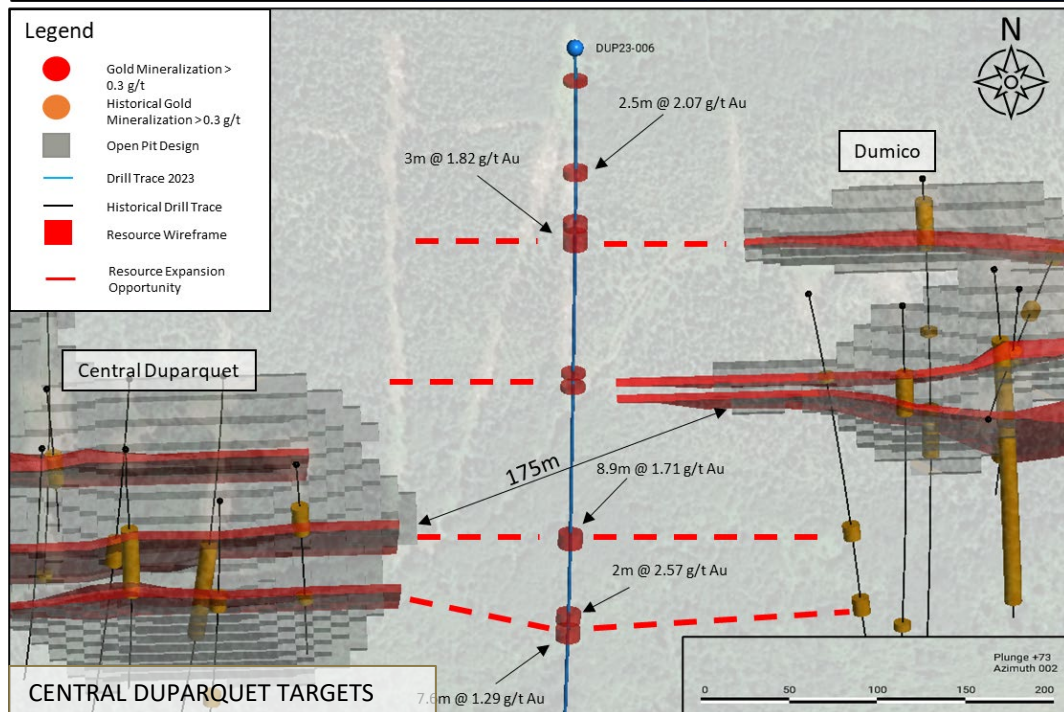 Legend
Gold Mineralization >
0.3 g/t
Historical Gold
Mineralization >0.3 g/t
Open Pit Design
Drill Trace 2023
Historical Drill Trace
Resource Wireframe
Resource Expansion
Opportunity
DUP23-006
N
2.5m @ 2.07 g/t Au
3m @ 1.82 g/t Au
Dumico
Central Duparquet
175m
8.9m @ 1.71 g/t Au
2m @ 2.57 g/t Au
7.6m @ 1.29 g/t Au
CENTRAL DUPARQUET TARGETS
Plunge +73
Azimuth 002
0 50 100 150 200